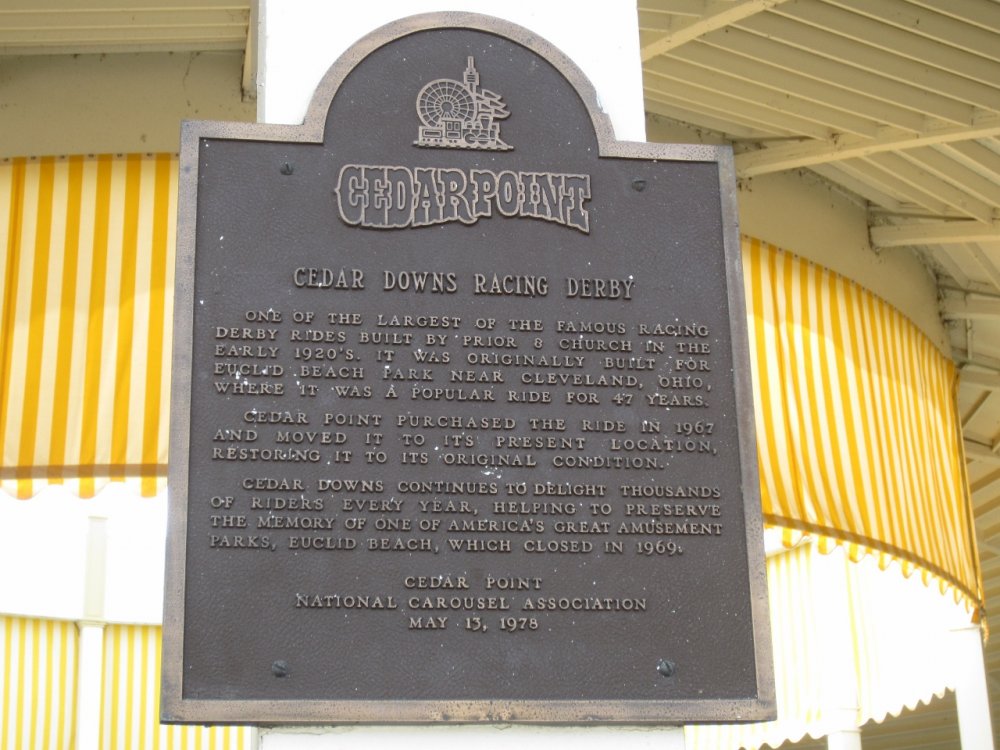 CEDAR POINT
CEDAR DOWNS RACING DERBY
ONE OF THE LARGEST OF THE FAMOUS RACING
DERBY RIDES BUILT BY PRIOR & CHURCH IN THE
EARLY 1920'S. IT WAS ORIGINALLY BUILT FOR
EUCLID BEACH PARK NEAR CLEVELAND, OHIO,
WHERE IT WAS A POPULAR RIDE FOR 47 YEARS.
CEDAR POINT PURCHASED THE RIDE IN 1967
AND MOVED IT TO IT'S PRESENT LOCATION,
RESTORING IT TO ITS ORIGINAL CONDITION.
CEDAR DOWNS CONTINUES TO DELIGHT THOUSANDS
OF RIDERS EVERY YEAR, HELPING TO PRESERVE
THE MEMORY OF ONE OF AMERICA'S GREAT AMUSEMENT
PARKS, EUCLID BEACH, WHICH CLOSED IN 1969.
CEDAR POINT
NATIONAL CAROUSEL ASSOCIATION
MAY 13, 1978